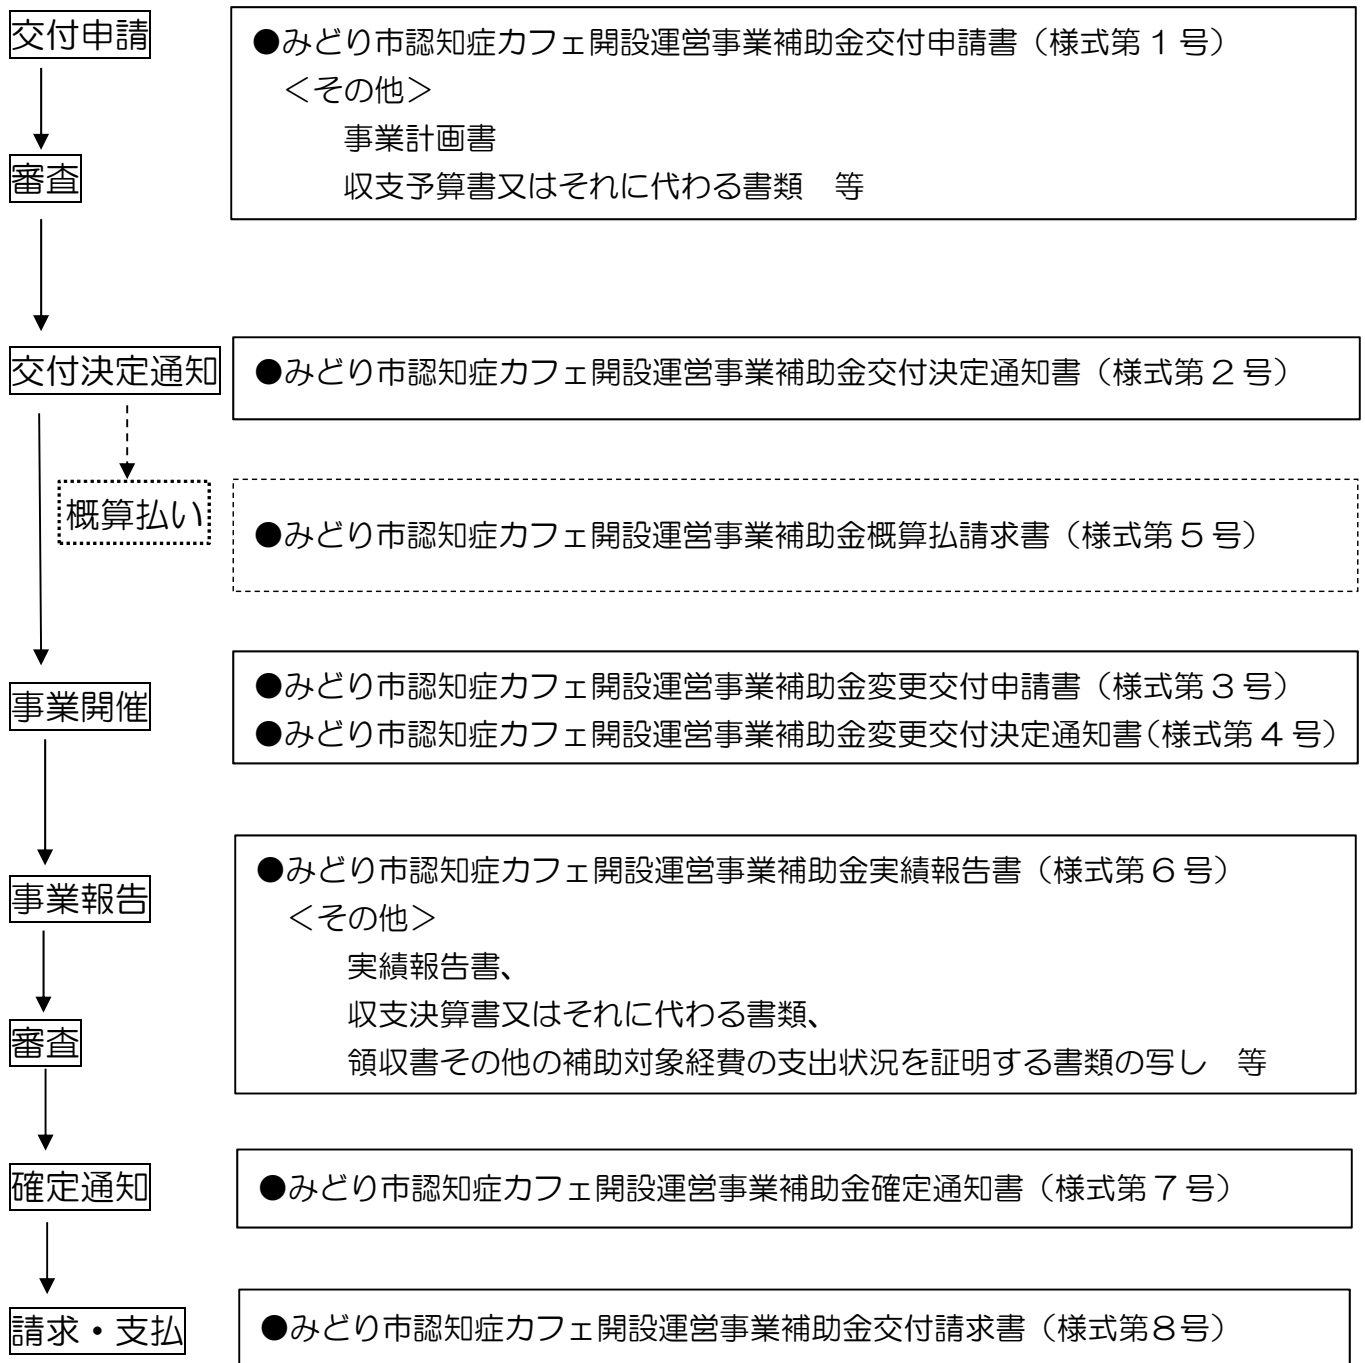 交付申請
●みどり市認知症カフェ開設運営事業補助金交付申請書（様式第１号）
＜その他＞
事業計画書
審査
収支予算書又はそれに代わる書類　等
交付決定通知
●みどり市認知症カフェ開設運営事業補助金交付決定通知書（様式第２号）
概算払い
●みどり市認知症カフェ開設運営事業補助金概算払請求書（様式第５号）
事業開催
●みどり市認知症カフェ開設運営事業補助金変更交付申請書（様式第３号）
●みどり市認知症カフェ開設運営事業補助金変更交付決定通知書（様式第４号）
事業報告
●みどり市認知症カフェ開設運営事業補助金実績報告書（様式第６号）
＜その他＞
実績報告書、
収支決算書又はそれに代わる書類、
審査
領収書その他の補助対象経費の支出状況を証明する書類の写し　等
確定通知
●みどり市認知症カフェ開設運営事業補助金確定通知書（様式第７号）
請求・支払
●みどり市認知症カフェ開設運営事業補助金交付請求書（様式第８号）